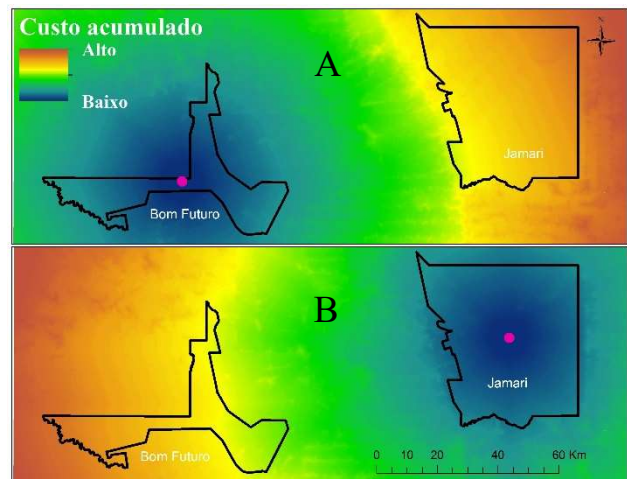 Custo acumulado
Alto
Baixo
A
N
Jamari
Bom Futuro
B
Jamari
Bom Futuro
0 10 20 40 60 Km